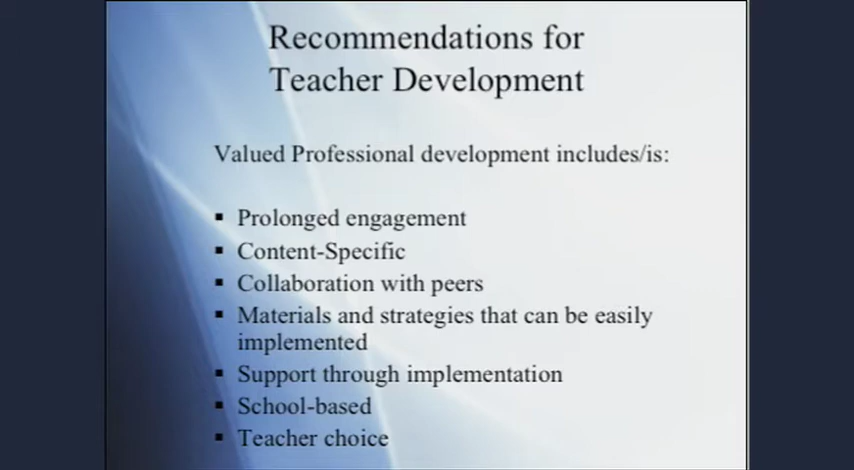 Recommendations for
Teacher Development
Valued Professional development includes/is:
▪ Prolonged engagement
▪ Content-Specific
▪ Collaboration with peers
▪ Materials and strategies that can be easily
implemented
▪ Support through implementation
▪ School-based
▪ Teacher choice